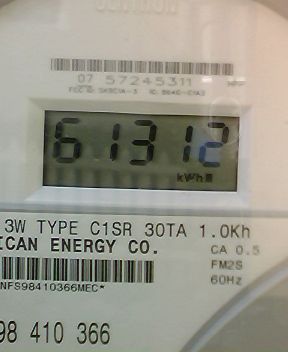 CENTRON
07 57245311
61312
kWh
3W TYPE C1SR 30TA 1.0Kh
ICAN ENERGY CO.
CA 0.5
FM2S
60Hz
NFS98410366MEC*
98 410 366